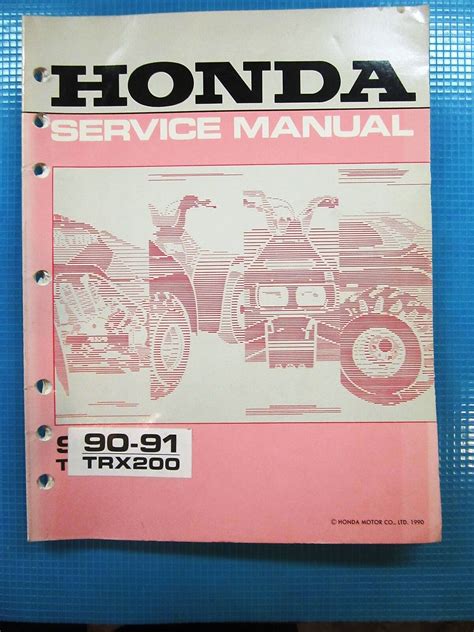 HONDA
SERVICE MANUAL
90-91
TRX200
© HONDA MOTOR CO., LTD. 1990